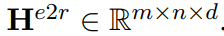 𝐇^{e2r} ∈ ℝ^{m×n×d}